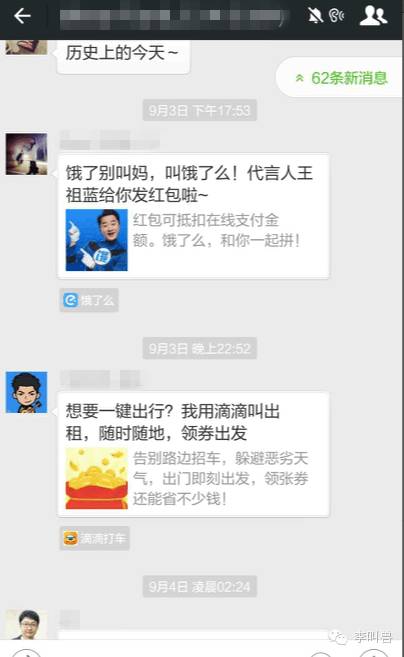 历史上的今天～
62条新消息
9月3日 下午17:53
饿了别叫妈，叫饿了么！代言人王
祖蓝给你发红包啦~
红包可抵扣在线支付金
额。饿了么，和你一起拼！
饿了么
9月3日 晚上22:52
想要一键出行？我用滴滴叫出
租，随时随地，领券出发
告别路边招车，躲避恶劣天
气，出门即刻出发，领张券
还能省不少钱！
滴滴打车
9月4日 凌晨02:24
李叫兽